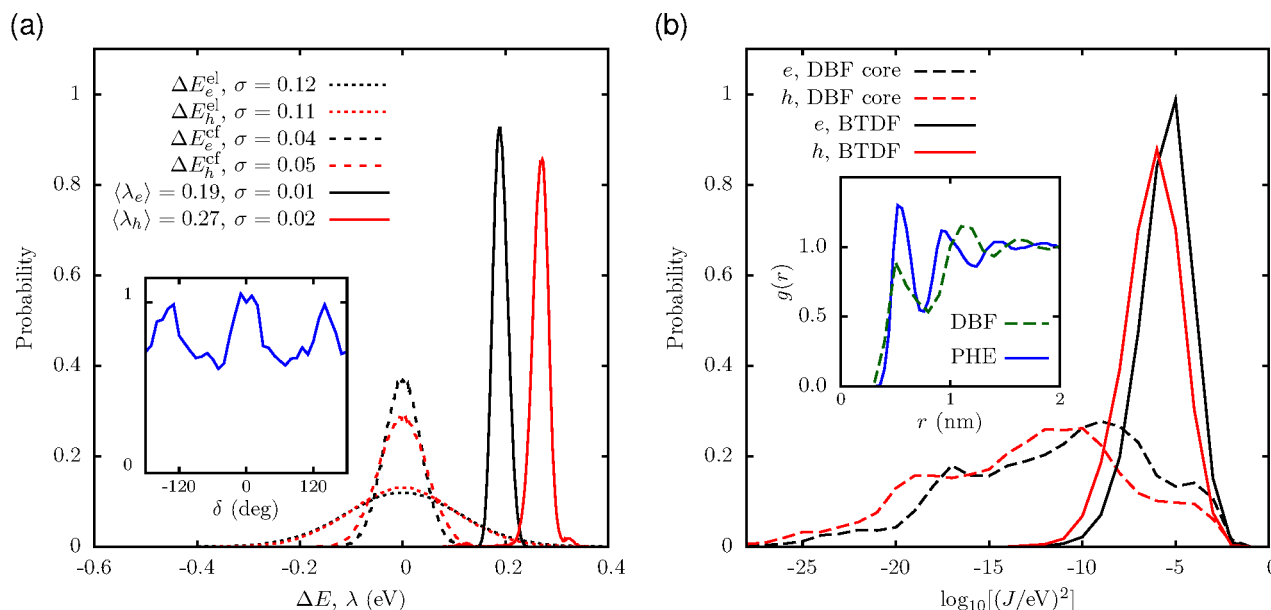 (a)
ΔE_e^el, σ = 0.12
ΔE_h^el, σ = 0.11
ΔE_e^cf, σ = 0.04
ΔE_h^cf, σ = 0.05
⟨λ_e⟩ = 0.19, σ = 0.01
⟨λ_h⟩ = 0.27, σ = 0.02
Probability
1
0.8
0.6
0.4
0.2
0
-0.6
-0.4
-0.2
0
0.2
0.4
ΔE, λ (eV)
1
0
-120
0
120
δ (deg)
(b)
e, DBF core
h, DBF core
e, BTDF
h, BTDF
Probability
1
0.8
0.6
0.4
0.2
0
-25
-20
-15
-10
-5
0
log₁₀[(J/eV)²]
g(r)
1.0
0.5
0.0
0
1
2
r (nm)
DBF
PHE